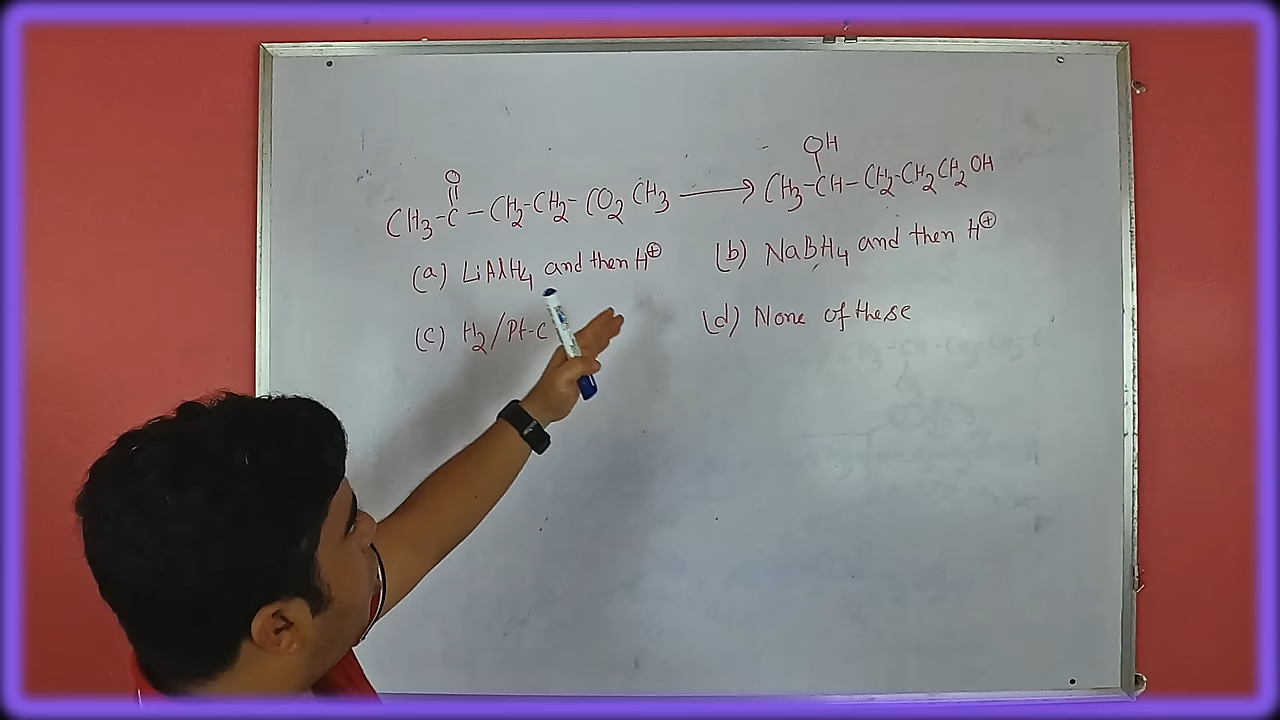 CH3-C(=O)-CH2-CH2-CO2CH3 ⟶ CH3-CH(OH)-CH2-CH2CH2OH
(a) LiAlH4 and then H⊕ (b) NaBH4 and then H⊕
(c) H2/Pt-C (d) None of these